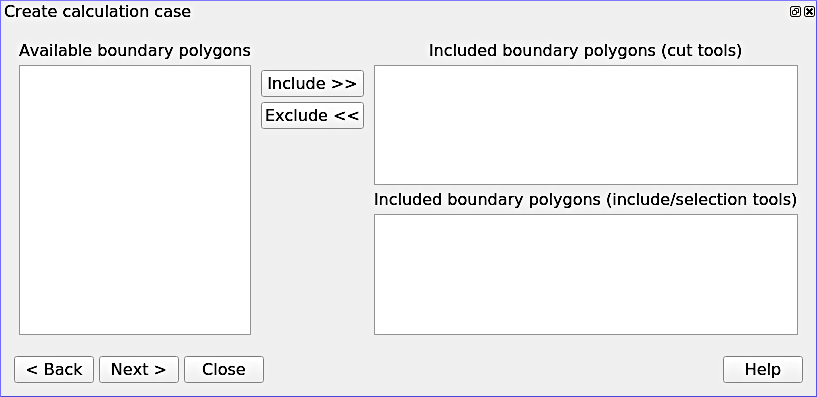 Create calculation case
Available boundary polygons
Included boundary polygons (cut tools)
Include >>
Exclude <<
Included boundary polygons (include/selection tools)
< Back
Next >
Close
Help